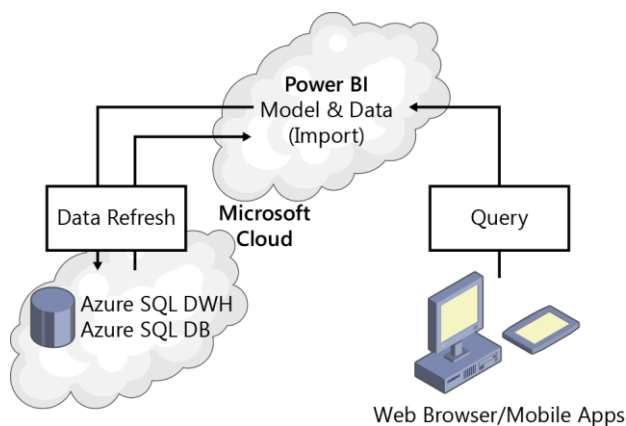 Power BI
Model & Data
(Import)
Data Refresh
Microsoft
Cloud
Query
Azure SQL DWH
Azure SQL DB
Web Browser/Mobile Apps